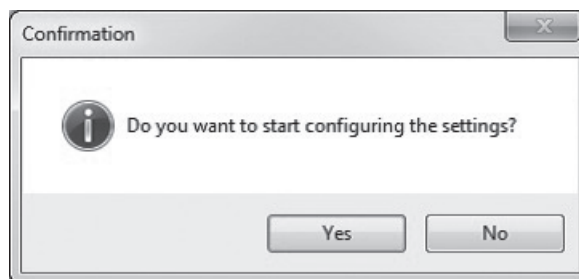 Confirmation
Do you want to start configuring the settings?
Yes
No